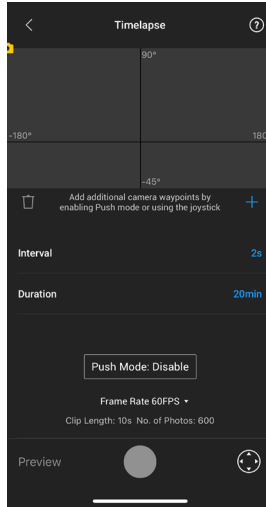 Timelapse
90°
-180°
180
-45°
Add additional camera waypoints by
enabling Push mode or using the joystick
Interval 2s
Duration 20min
Push Mode: Disable
Frame Rate 60FPS
Clip Length: 10s No. of Photos: 600
Preview